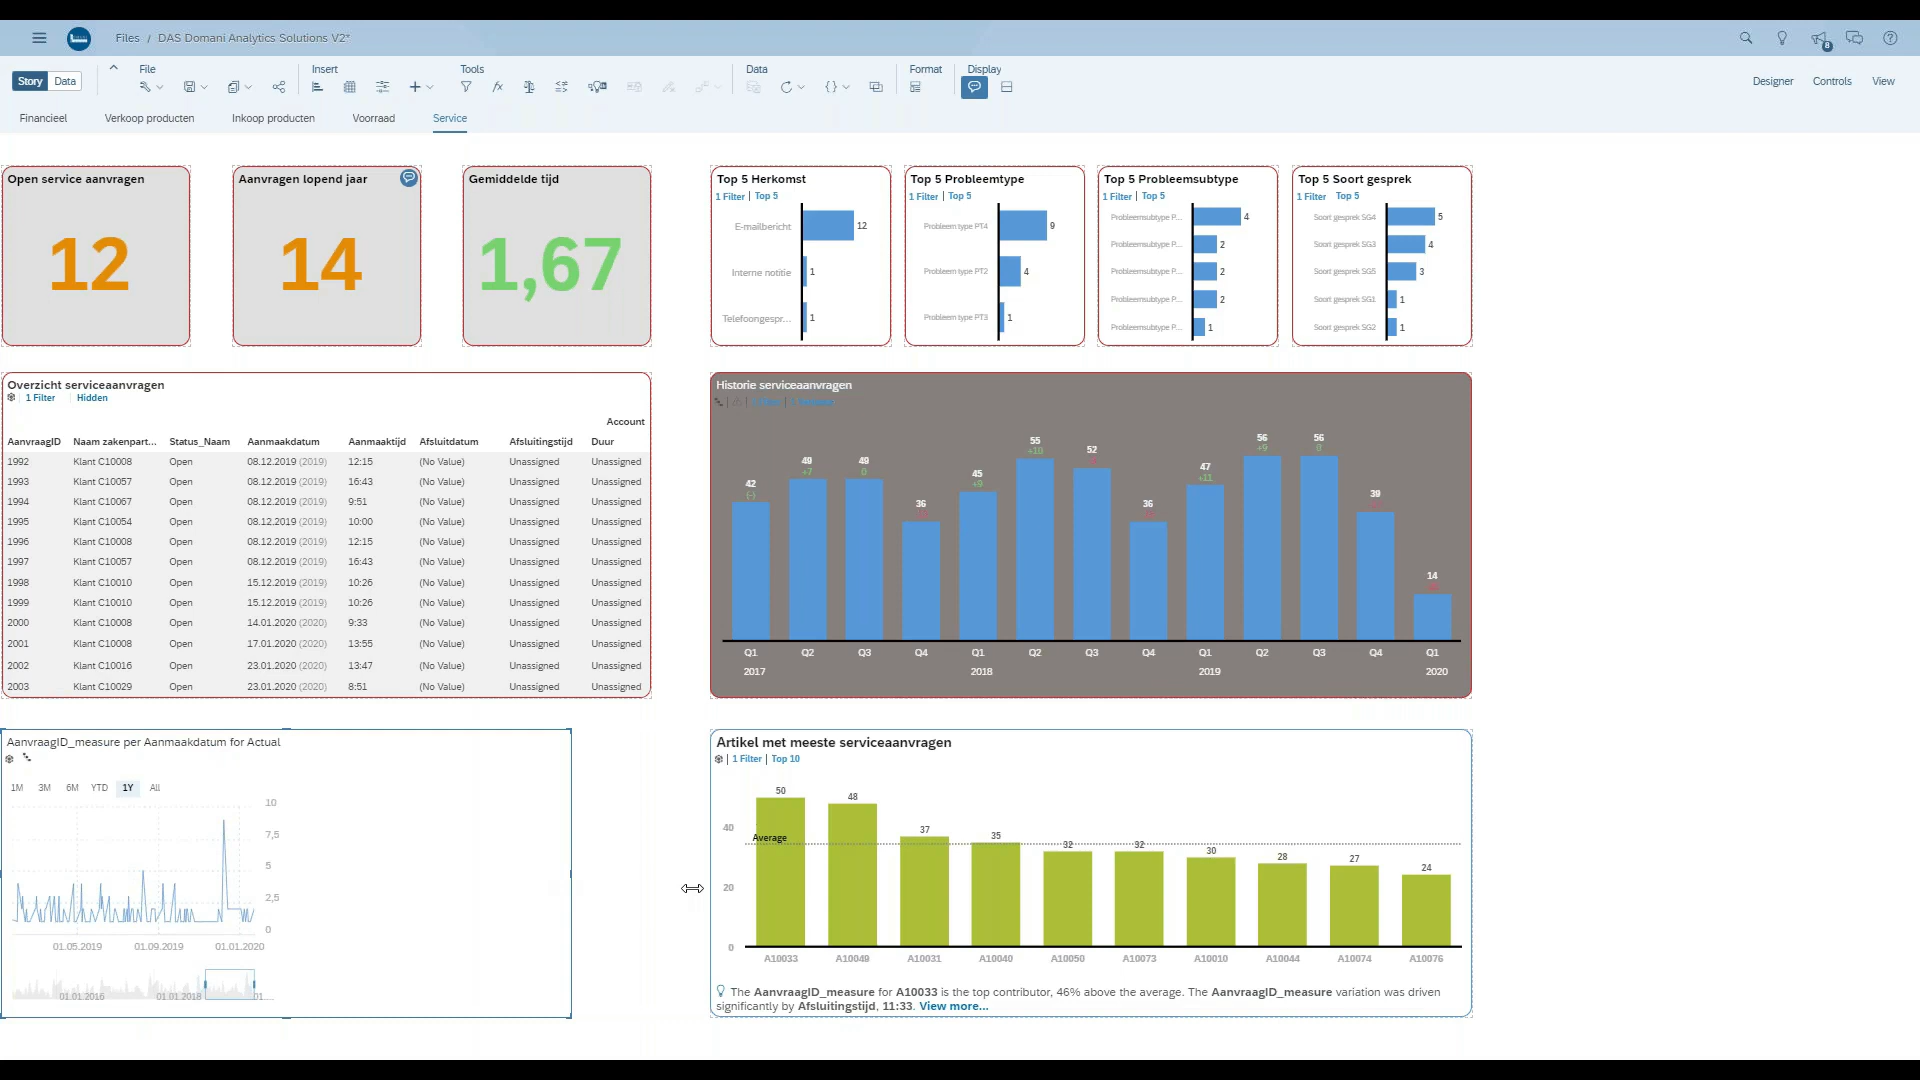 Files / DAS Domani Analytics Solutions V2*
8
Story Data
File Insert Tools Data Format Display
Designer Controls View
Financieel Verkoop producten Inkoop producten Voorraad Service
Open service aanvragen
12
Aanvragen lopend jaar
14
Gemiddelde tijd
1,67
Top 5 Herkomst
1 Filter | Top 5
E-mailbericht 12
Interne notitie 1
Telefoongespr... 1
Top 5 Probleemtype
1 Filter | Top 5
Probleem type PT4 9
Probleem type PT2 4
Probleem type PT3 1
Top 5 Probleemsubtype
1 Filter | Top 5
Probleemsubtype P... 4
Probleemsubtype P... 2
Probleemsubtype P... 2
Probleemsubtype P... 2
Probleemsubtype P... 1
Top 5 Soort gesprek
1 Filter Top 5
Soort gesprek SG4 5
Soort gesprek SG3 4
Soort gesprek SG5 3
Soort gesprek SG1 1
Soort gesprek SG2 1
Overzicht serviceaanvragen
1 Filter Hidden
Account
AanvraagID Naam zakenpart... Status_Naam Aanmaakdatum Aanmaaktijd Afsluitdatum Afsluitingstijd Duur
1992 Klant C10008 Open 08.12.2019 (2019) 12:15 (No Value) Unassigned Unassigned
1993 Klant C10057 Open 08.12.2019 (2019) 16:43 (No Value) Unassigned Unassigned
1994 Klant C10067 Open 08.12.2019 (2019) 9:51 (No Value) Unassigned Unassigned
1995 Klant C10054 Open 08.12.2019 (2019) 10:00 (No Value) Unassigned Unassigned
1996 Klant C10008 Open 08.12.2019 (2019) 12:15 (No Value) Unassigned Unassigned
1997 Klant C10057 Open 08.12.2019 (2019) 16:43 (No Value) Unassigned Unassigned
1998 Klant C10010 Open 15.12.2019 (2019) 10:26 (No Value) Unassigned Unassigned
1999 Klant C10010 Open 15.12.2019 (2019) 10:26 (No Value) Unassigned Unassigned
2000 Klant C10008 Open 14.01.2020 (2020) 9:33 (No Value) Unassigned Unassigned
2001 Klant C10008 Open 17.01.2020 (2020) 13:55 (No Value) Unassigned Unassigned
2002 Klant C10016 Open 23.01.2020 (2020) 13:47 (No Value) Unassigned Unassigned
2003 Klant C10029 Open 23.01.2020 (2020) 8:51 (No Value) Unassigned Unassigned
Historie serviceaanvragen
42 49 49 36 45 55 52 36 47 56 56 39 14
(-) +7 0 +9 +10 +11 +9 0
Q1 Q2 Q3 Q4 Q1 Q2 Q3 Q4 Q1 Q2 Q3 Q4 Q1
2017 2018 2019 2020
AanvraagID_measure per Aanmaakdatum for Actual
1M 3M 6M YTD 1Y All
10
7,5
5
2,5
0
01.05.2019 01.09.2019 01.01.2020
01.01.2016 01.01.2018 01....
Artikel met meeste serviceaanvragen
1 Filter | Top 10
50 48 37 35 32 32 30 28 27 24
40
Average
20
0
A10033 A10049 A10031 A10040 A10050 A10073 A10010 A10044 A10074 A10076
The AanvraagID_measure for A10033 is the top contributor, 46% above the average. The AanvraagID_measure variation was driven
significantly by Afsluitingstijd, 11:33. View more...